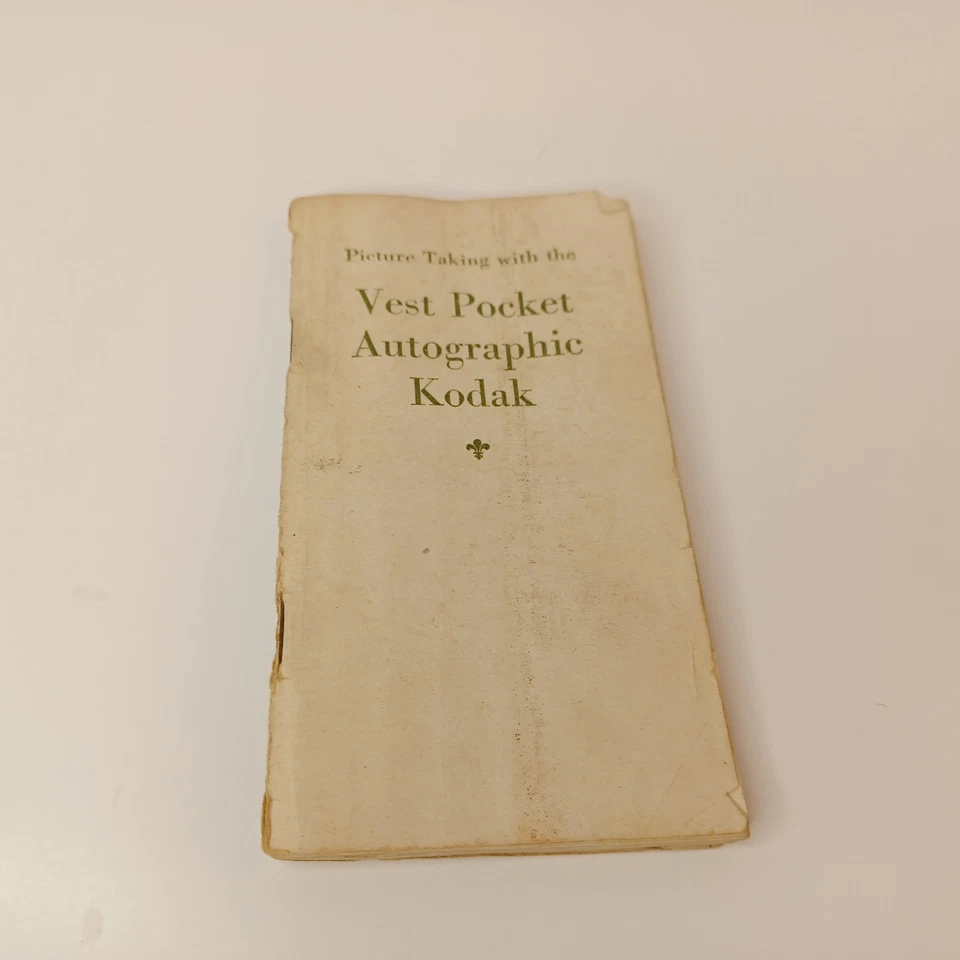 Picture Taking with the
Vest Pocket
Autographic
Kodak